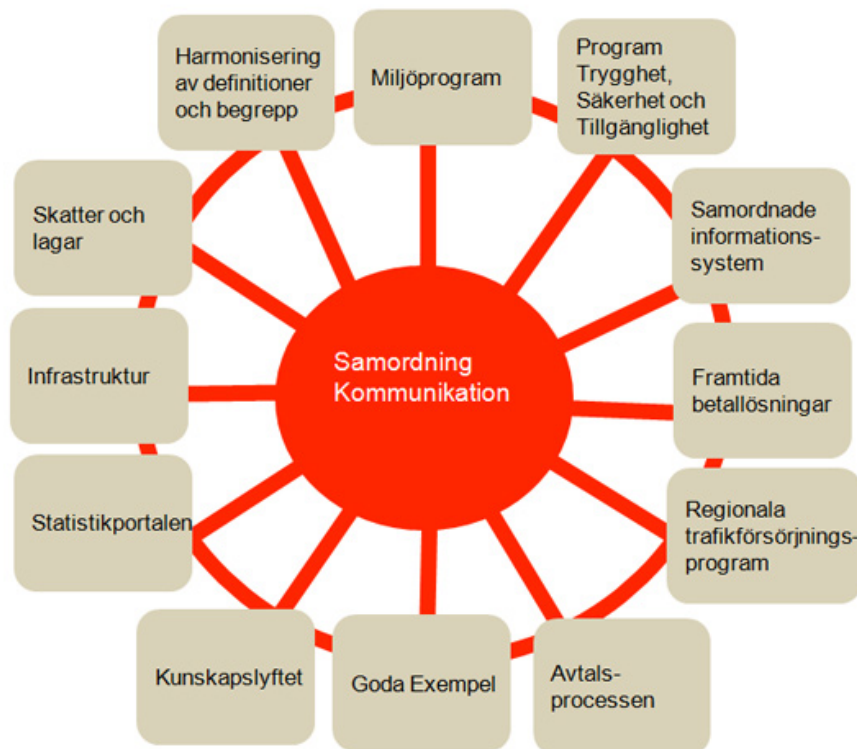 Harmonisering
av definitioner
och begrepp
Miljöprogram
Program
Trygghet,
Säkerhet och
Tillgänglighet
Skatter och
lagar
Samordnade
informations-
system
Samordning
Kommunikation
Infrastruktur
Framtida
betallösningar
Statistikportalen
Regionala
trafikförsörjnings-
program
Kunskapslyftet
Goda Exempel
Avtals-
processen